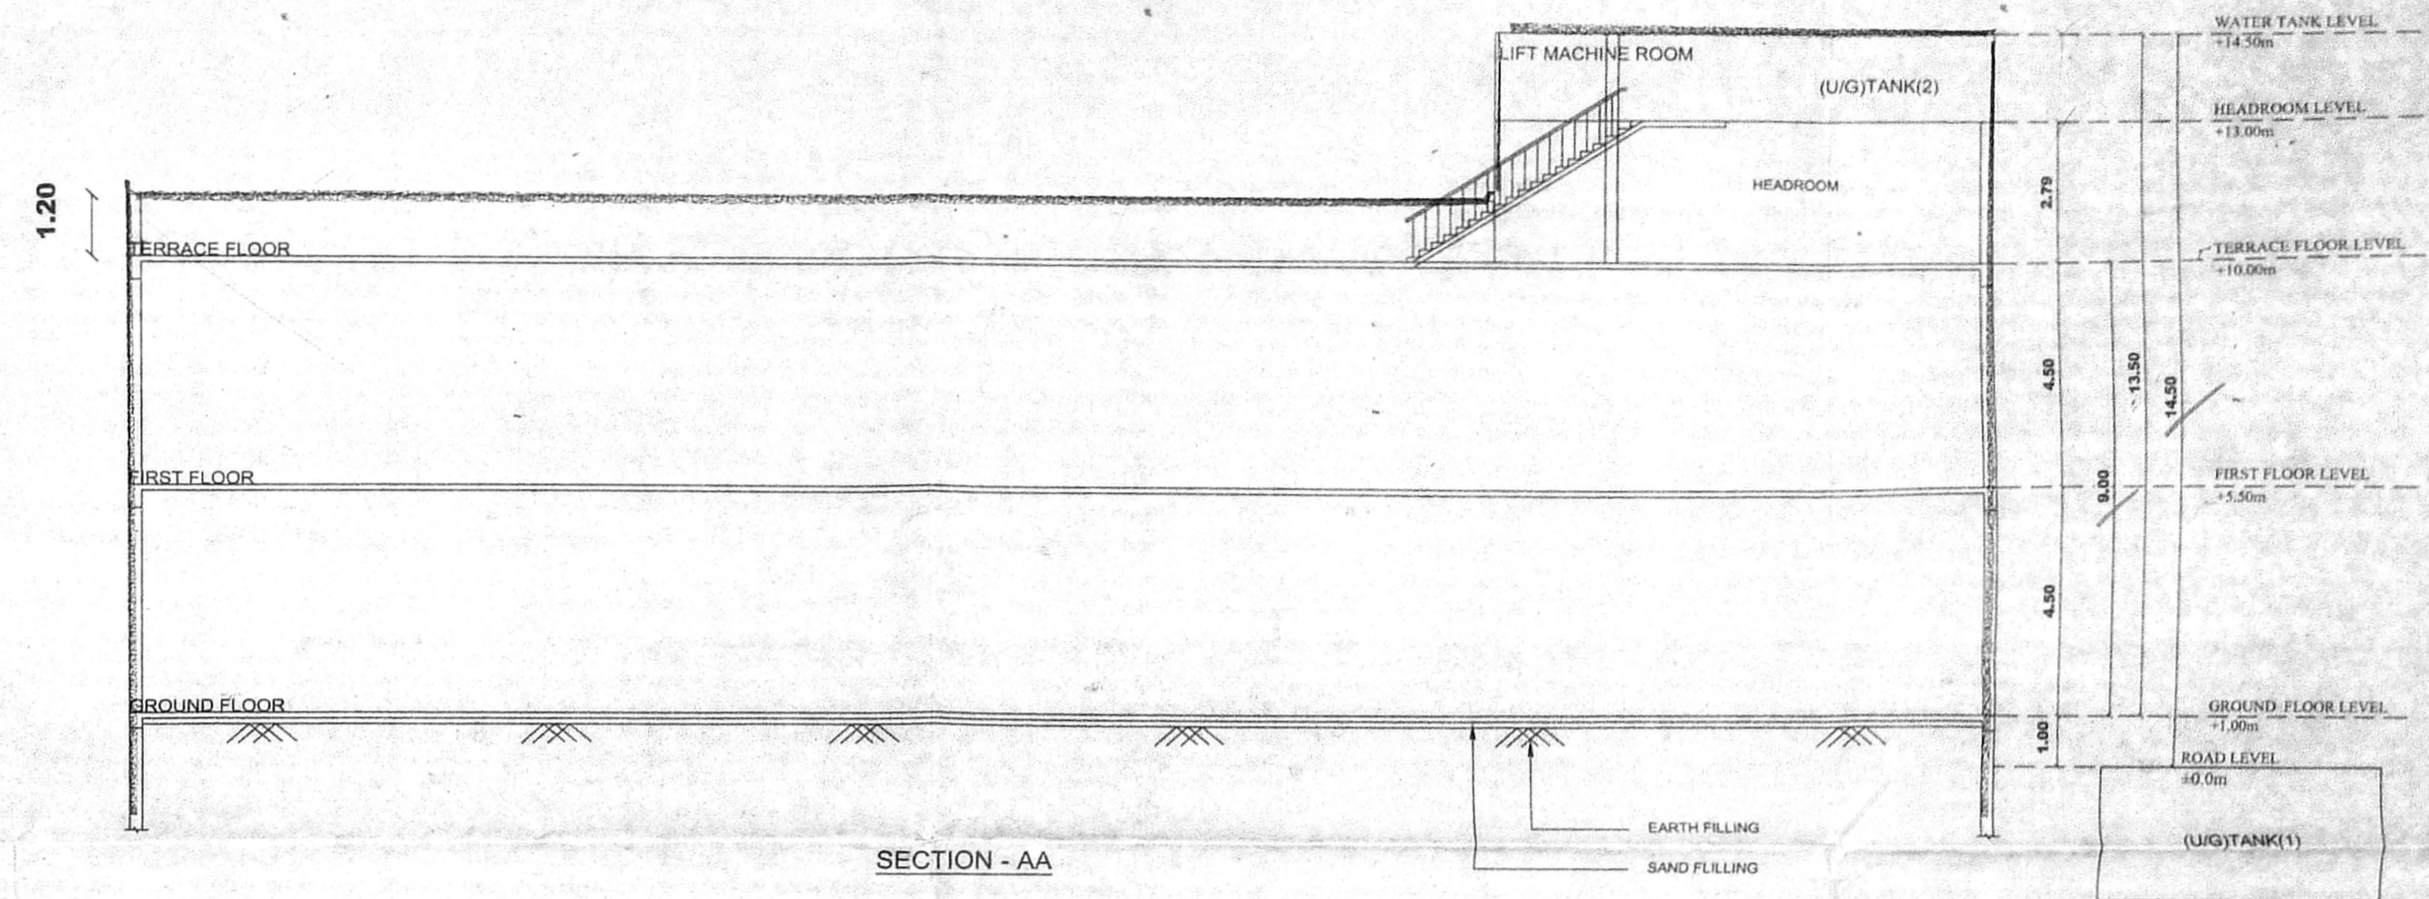 WATER TANK LEVEL
+14.50m
LIFT MACHINE ROOM
(U/G)TANK(2)
HEADROOM LEVEL
+13.00m
1.20
HEADROOM
2.79
TERRACE FLOOR
TERRACE FLOOR LEVEL
+10.00m
4.50
13.50
14.50
FIRST FLOOR
9.00
FIRST FLOOR LEVEL
+5.50m
4.50
GROUND FLOOR
GROUND FLOOR LEVEL
+1.00m
1.00
ROAD LEVEL
±0.0m
EARTH FILLING
(U/G)TANK(1)
SECTION - AA
SAND FLILLING